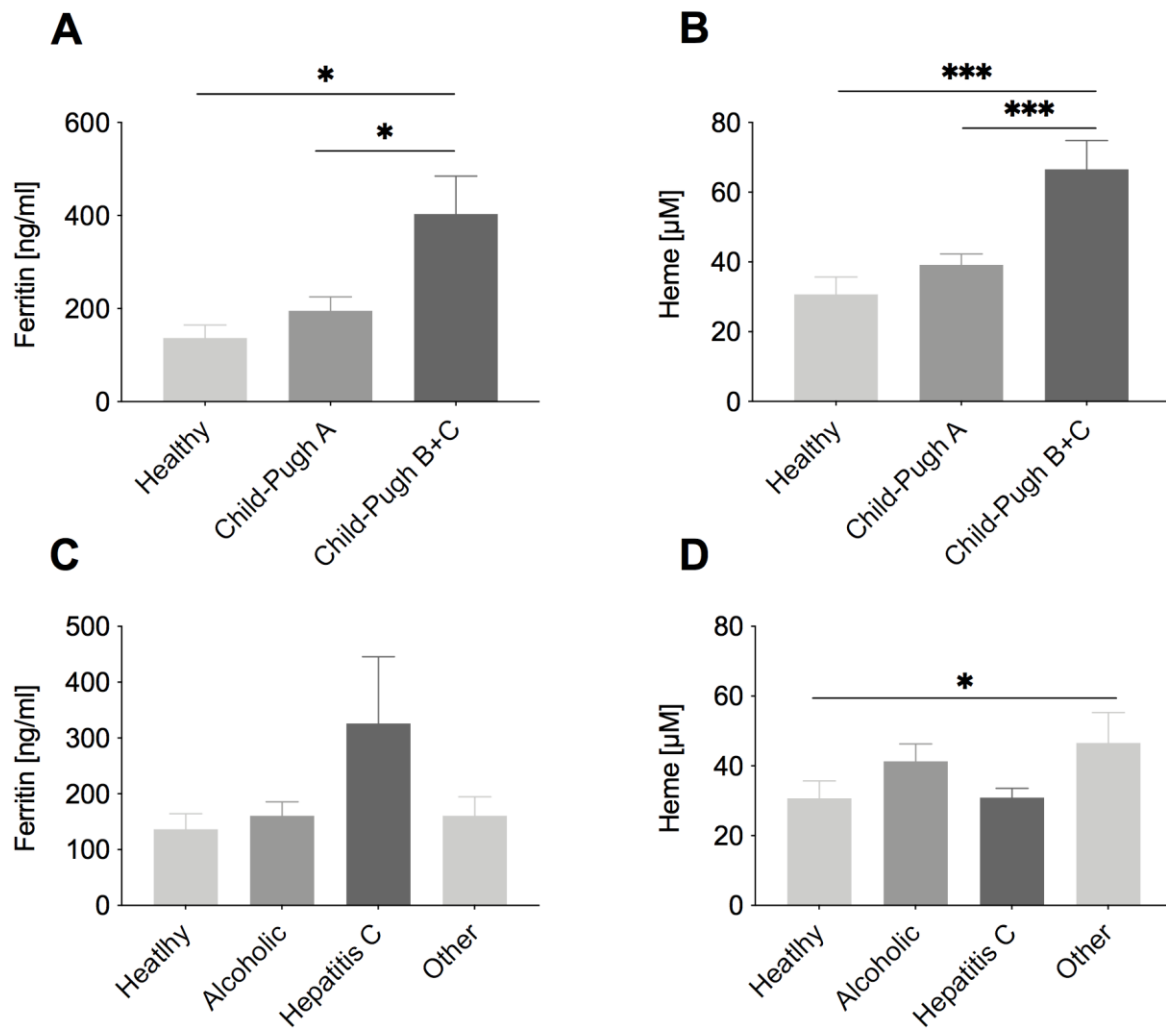 A
*
*
600
400
200
0
Ferritin [ng/ml]
Healthy
Child-Pugh A
Child-Pugh B+C
B
***
***
80
60
40
20
0
Heme [µM]
Healthy
Child-Pugh A
Child-Pugh B+C
C
500
400
300
200
100
0
Ferritin [ng/ml]
Heatlhy
Alcoholic
Hepatitis C
Other
D
*
80
60
40
20
0
Heme [µM]
Heatlhy
Alcoholic
Hepatitis C
Other